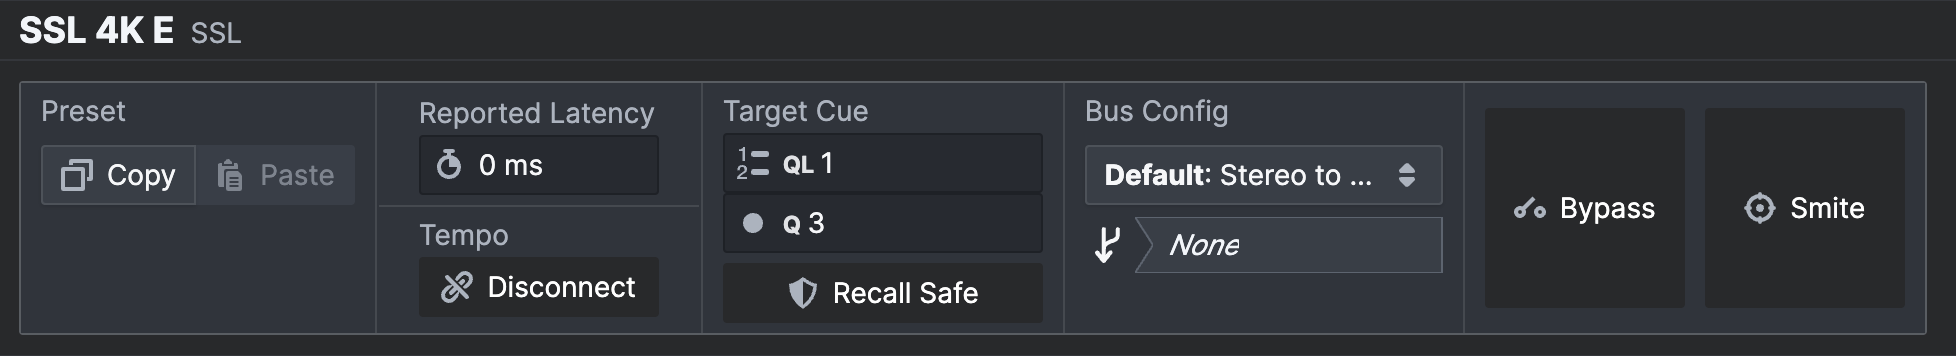 SSL 4K E SSL
Preset
Copy Paste
Reported Latency
0 ms
Tempo
Disconnect
Target Cue
1 2 QL 1
Q 3
Recall Safe
Bus Config
Default: Stereo to ...
None
Bypass
Smite